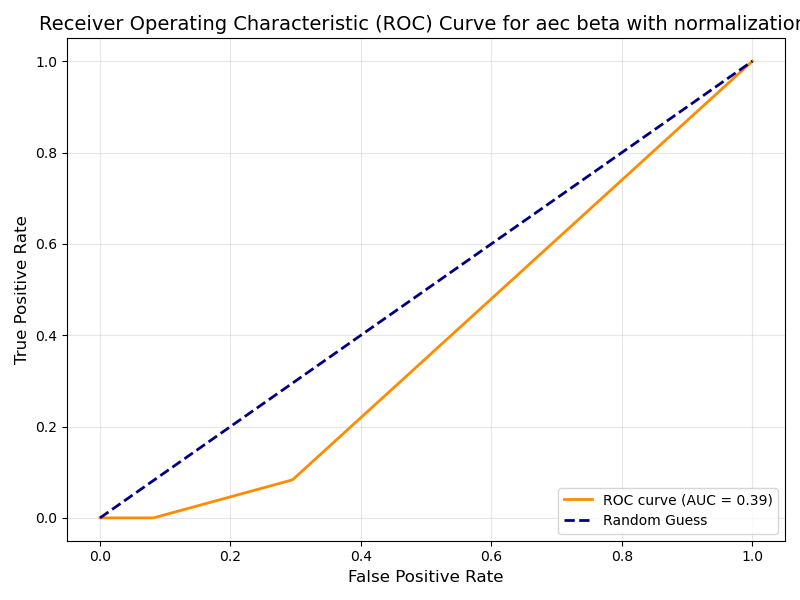 Receiver Operating Characteristic (ROC) Curve for aec beta with normalization
1.0
0.8
0.6
0.4
0.2
0.0
True Positive Rate
0.0 0.2 0.4 0.6 0.8 1.0
False Positive Rate
ROC curve (AUC = 0.39)
Random Guess